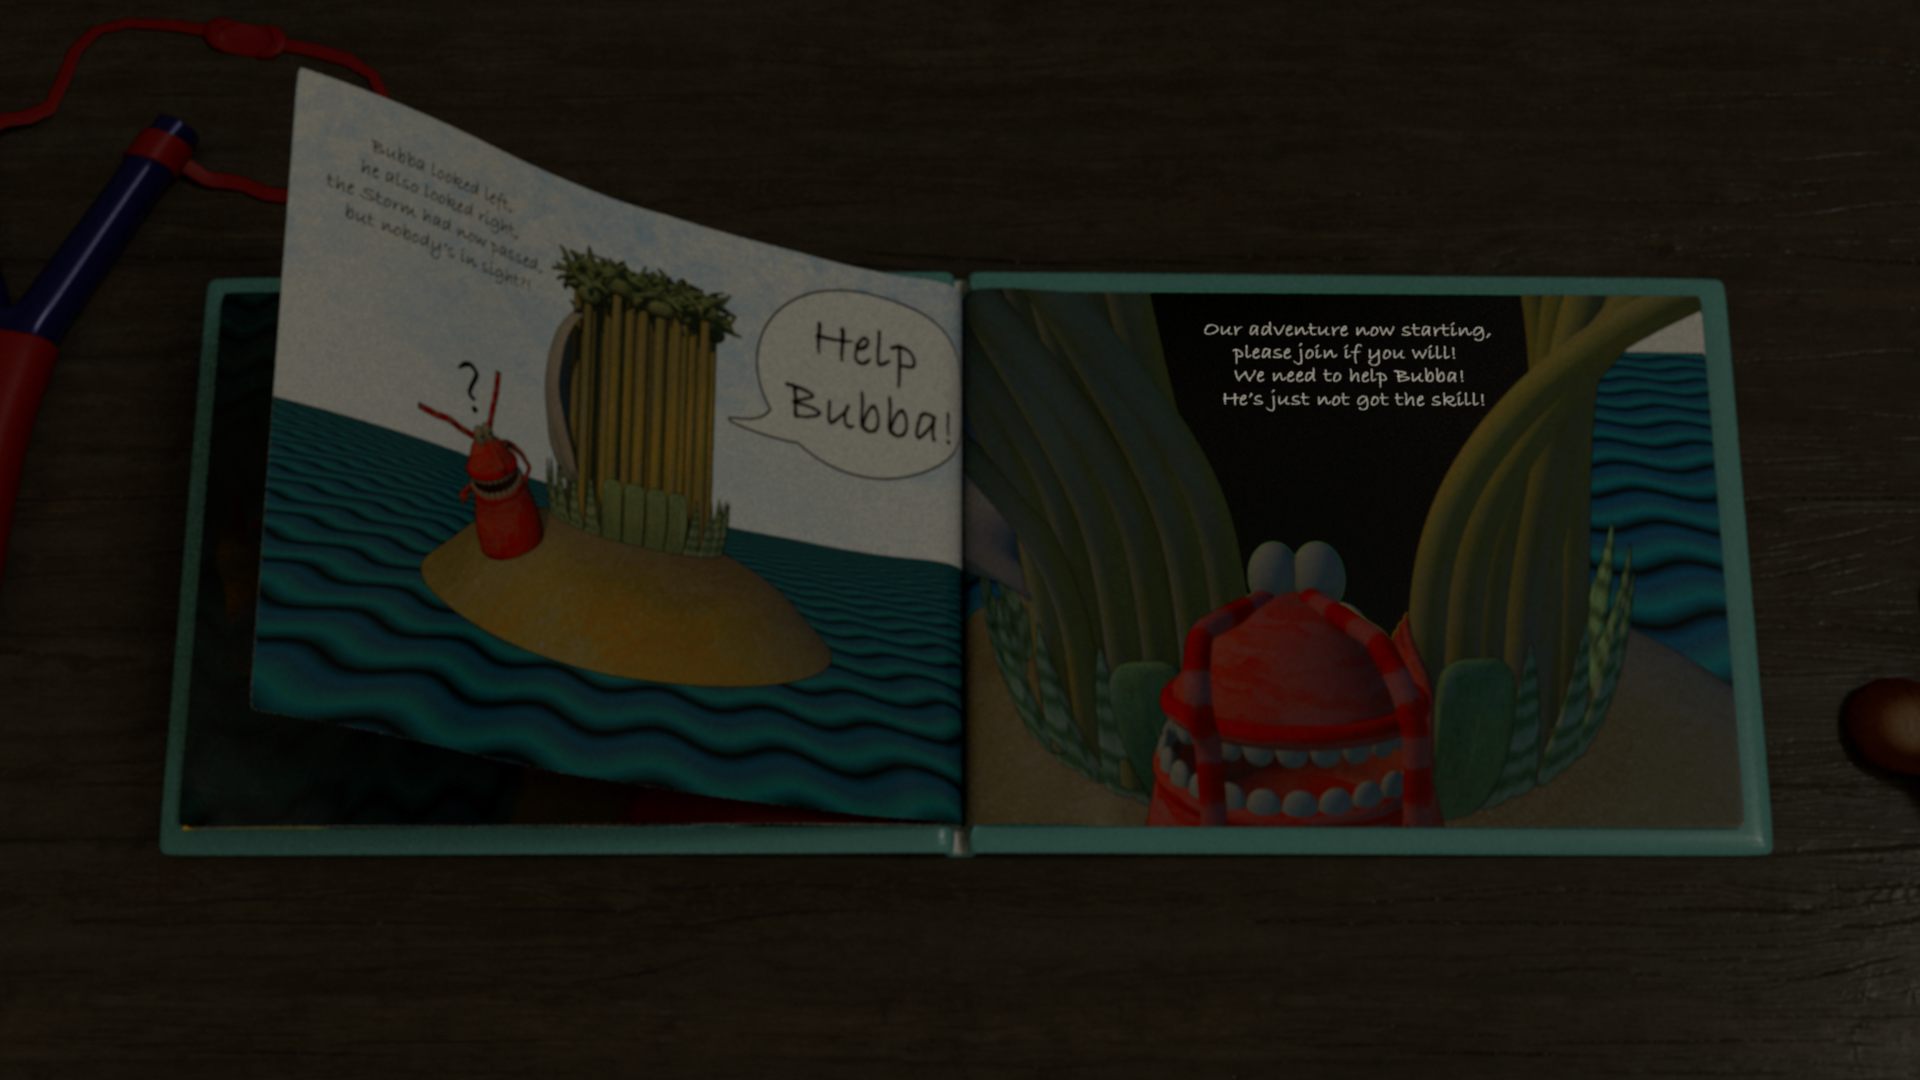 Bubba looked left,
he also looked right,
the Storm had now passed,
but nobody's in sight?!
?
Help
Bubba!
Our adventure now starting,
please join if you will!
We need to help Bubba!
He's just not got the skill!